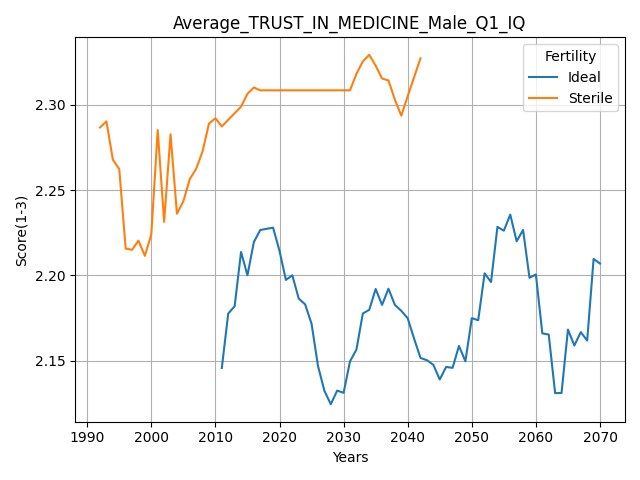 Average_TRUST_IN_MEDICINE_Male_Q1_IQ
Fertility
Ideal
Sterile
Score(1-3)
2.30
2.25
2.20
2.15
1990 2000 2010 2020 2030 2040 2050 2060 2070
Years